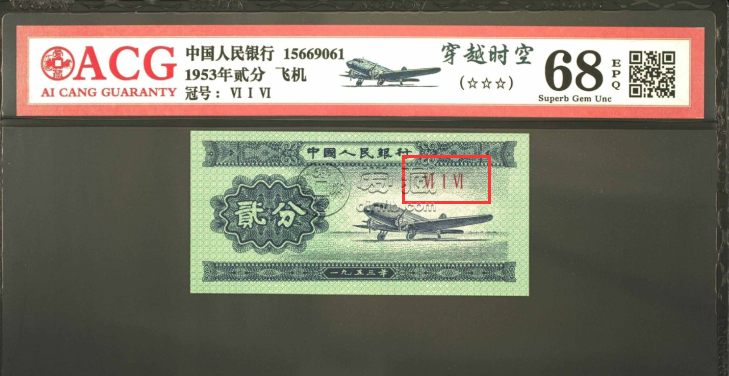 ACG
AI CANG GUARANTY
中国人民银行 15669061
1953年贰分 飞机
冠号：Ⅵ Ⅰ Ⅵ
穿越时空
(☆☆☆)
68
EPQ
Superb Gem Unc
中國人民銀行
Ⅵ Ⅰ Ⅵ
貳分
一九五三年